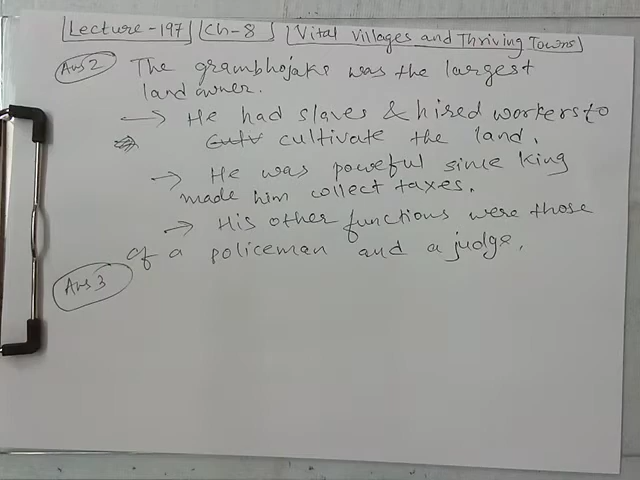 Lecture-197 Ch-8 Vital Villages and Thriving Towns
Ans 2 The grambhojaks was the largest
land owner.
→ He had slaves & hired workers to
cultivate the land.
→ He was poweful since king
made him collect taxes.
→ His other functions were those
of a policeman and a judge.
Ans 3